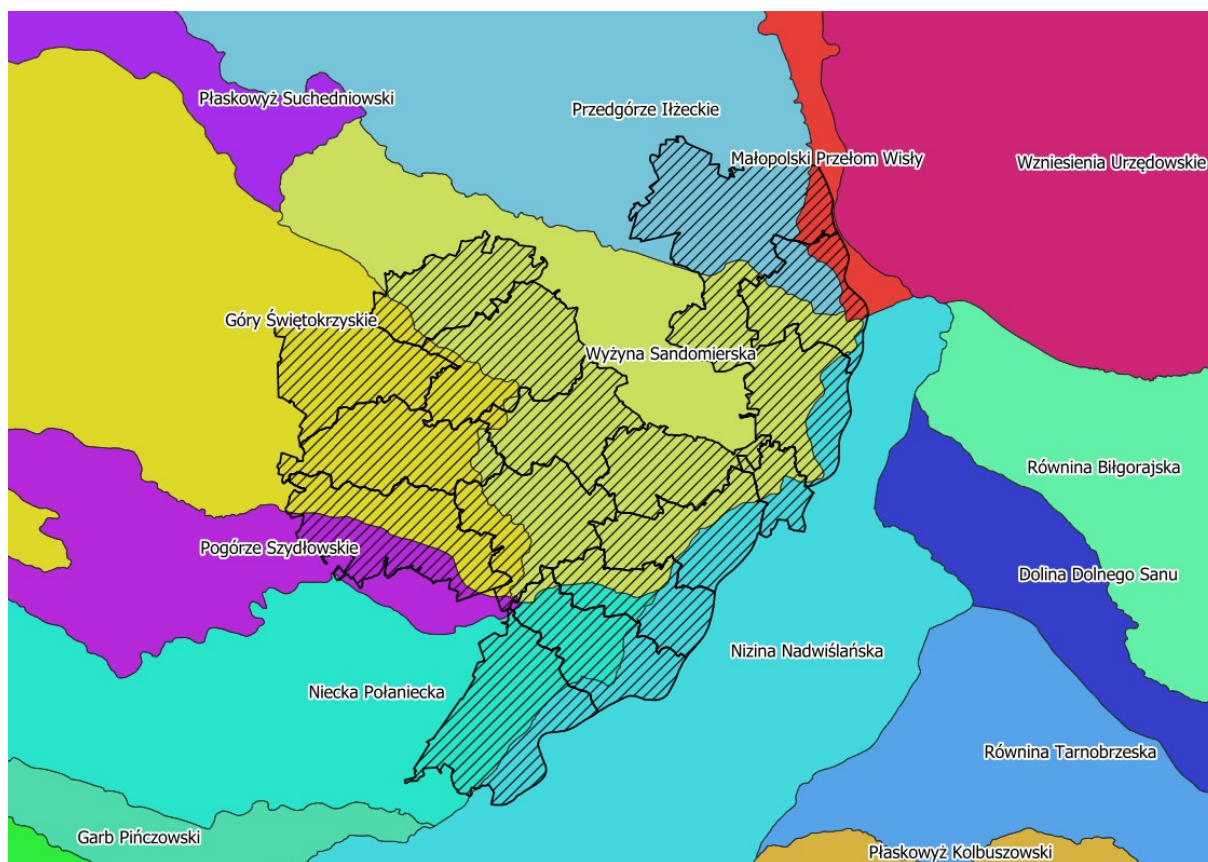 Płaskowyż Suchedniowski
Przedgórze Iłżeckie
Małopolski Przełom Wisły
Wzniesienia Urzędowskie
Góry Świętokrzyskie
Wyżyna Sandomierska
Równina Biłgorajska
Pogórze Szydłowskie
Dolina Dolnego Sanu
Nizina Nadwiślańska
Niecka Połaniecka
Równina Tarnobrzeska
Garb Pińczowski
Płaskowyż Kolbuszowski